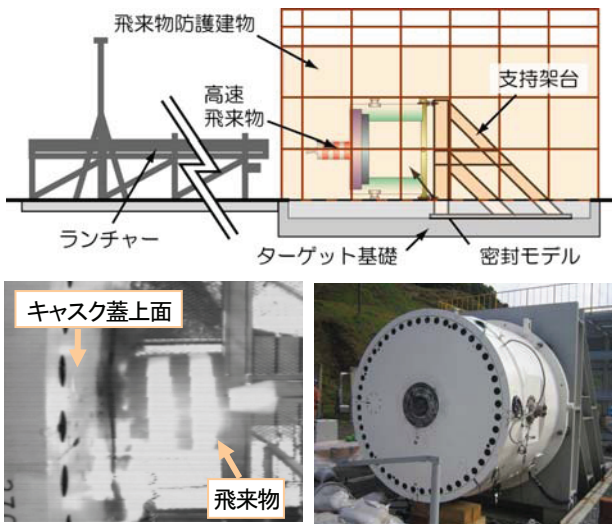 飛来物防護建物
支持架台
高速
飛来物
ランチャー
ターゲット基礎
密封モデル
キャスク蓋上面
飛来物